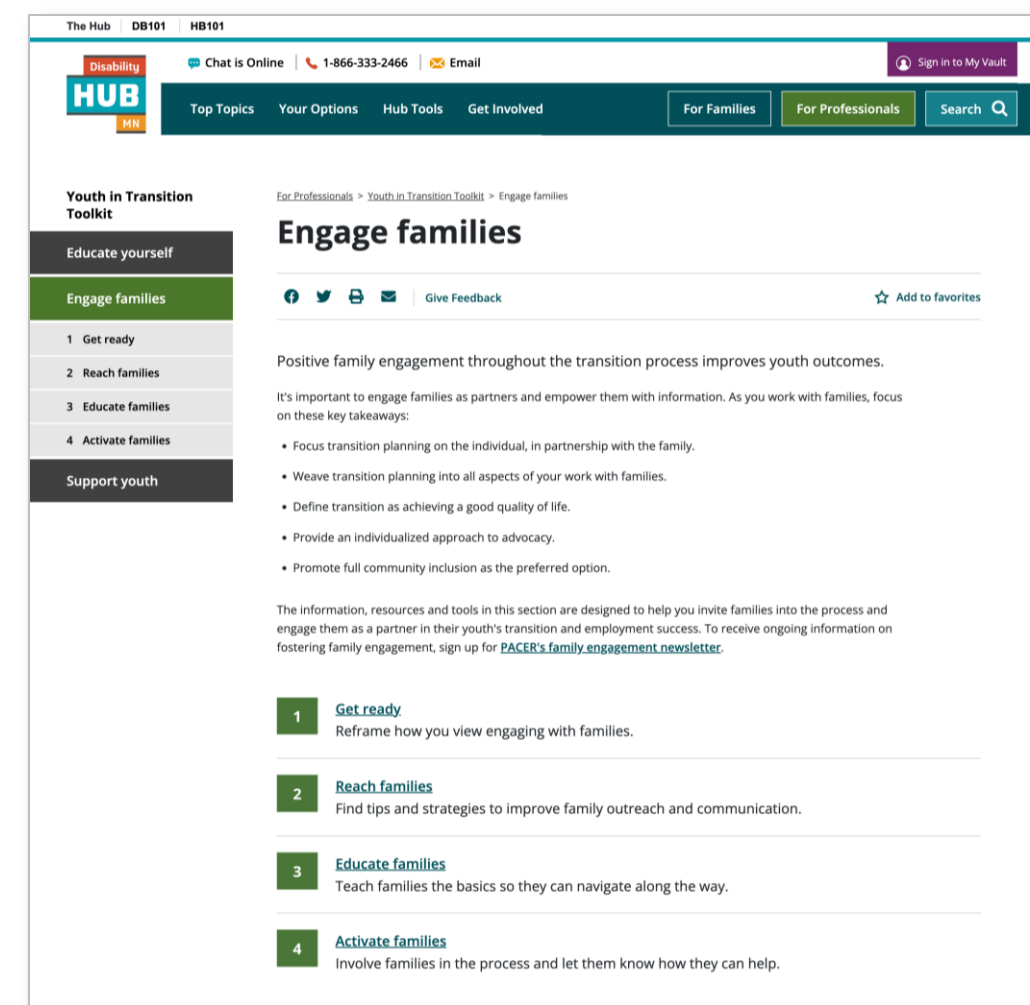 The Hub DB101 HB101
Disability
HUB
MN
Chat is Online 1-866-333-2466 Email
Sign in to My Vault
Top Topics Your Options Hub Tools Get Involved For Families For Professionals Search
Youth in Transition
Toolkit
Educate yourself
Engage families
1 Get ready
2 Reach families
3 Educate families
4 Activate families
Support youth
For Professionals > Youth in Transition Toolkit > Engage families
Engage families
Give Feedback Add to favorites
Positive family engagement throughout the transition process improves youth outcomes.
It's important to engage families as partners and empower them with information. As you work with families, focus
on these key takeaways:
• Focus transition planning on the individual, in partnership with the family.
• Weave transition planning into all aspects of your work with families.
• Define transition as achieving a good quality of life.
• Provide an individualized approach to advocacy.
• Promote full community inclusion as the preferred option.
The information, resources and tools in this section are designed to help you invite families into the process and
engage them as a partner in their youth's transition and employment success. To receive ongoing information on
fostering family engagement, sign up for PACER's family engagement newsletter.
1 Get ready
Reframe how you view engaging with families.
2 Reach families
Find tips and strategies to improve family outreach and communication.
3 Educate families
Teach families the basics so they can navigate along the way.
4 Activate families
Involve families in the process and let them know how they can help.